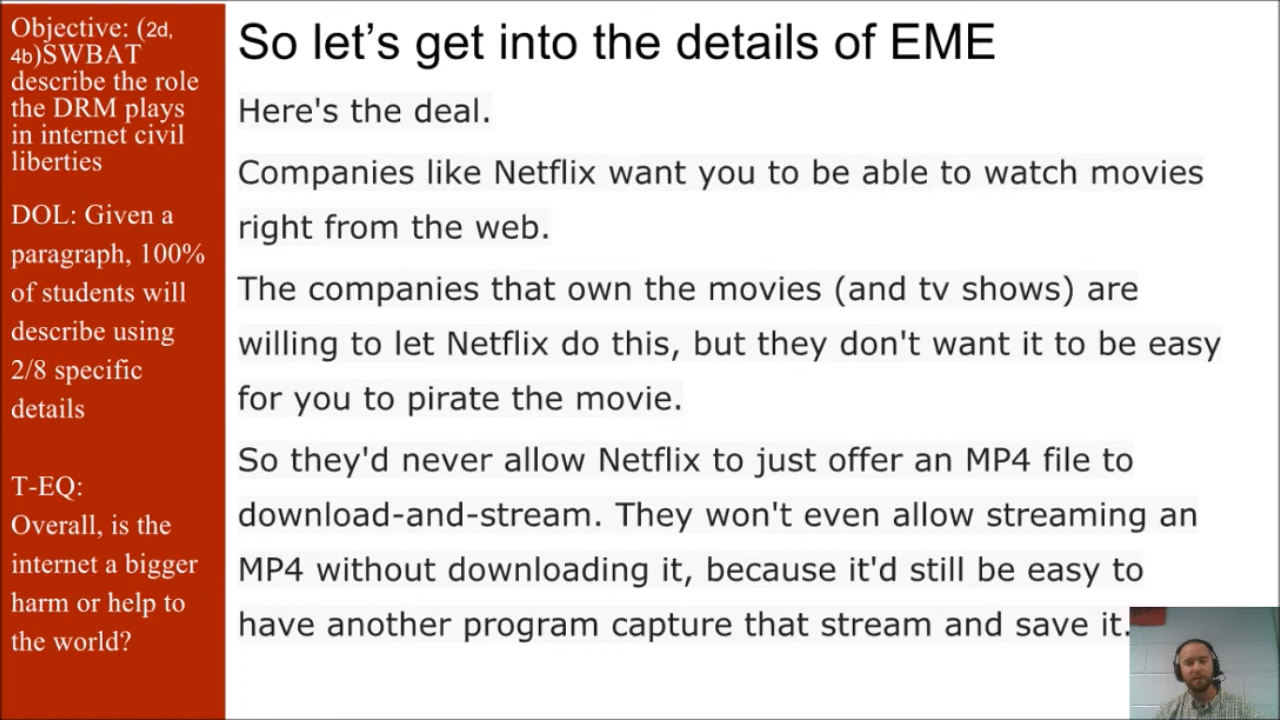 Objective: (2d,
4b)SWBAT
describe the role
the DRM plays
in internet civil
liberties
DOL: Given a
paragraph, 100%
of students will
describe using
2/8 specific
details
T-EQ:
Overall, is the
internet a bigger
harm or help to
the world?
So let’s get into the details of EME
Here's the deal.
Companies like Netflix want you to be able to watch movies
right from the web.
The companies that own the movies (and tv shows) are
willing to let Netflix do this, but they don't want it to be easy
for you to pirate the movie.
So they'd never allow Netflix to just offer an MP4 file to
download-and-stream. They won't even allow streaming an
MP4 without downloading it, because it'd still be easy to
have another program capture that stream and save it.